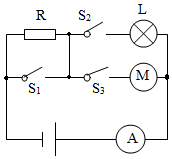 R S₂ L
S₁ S₃ M
A